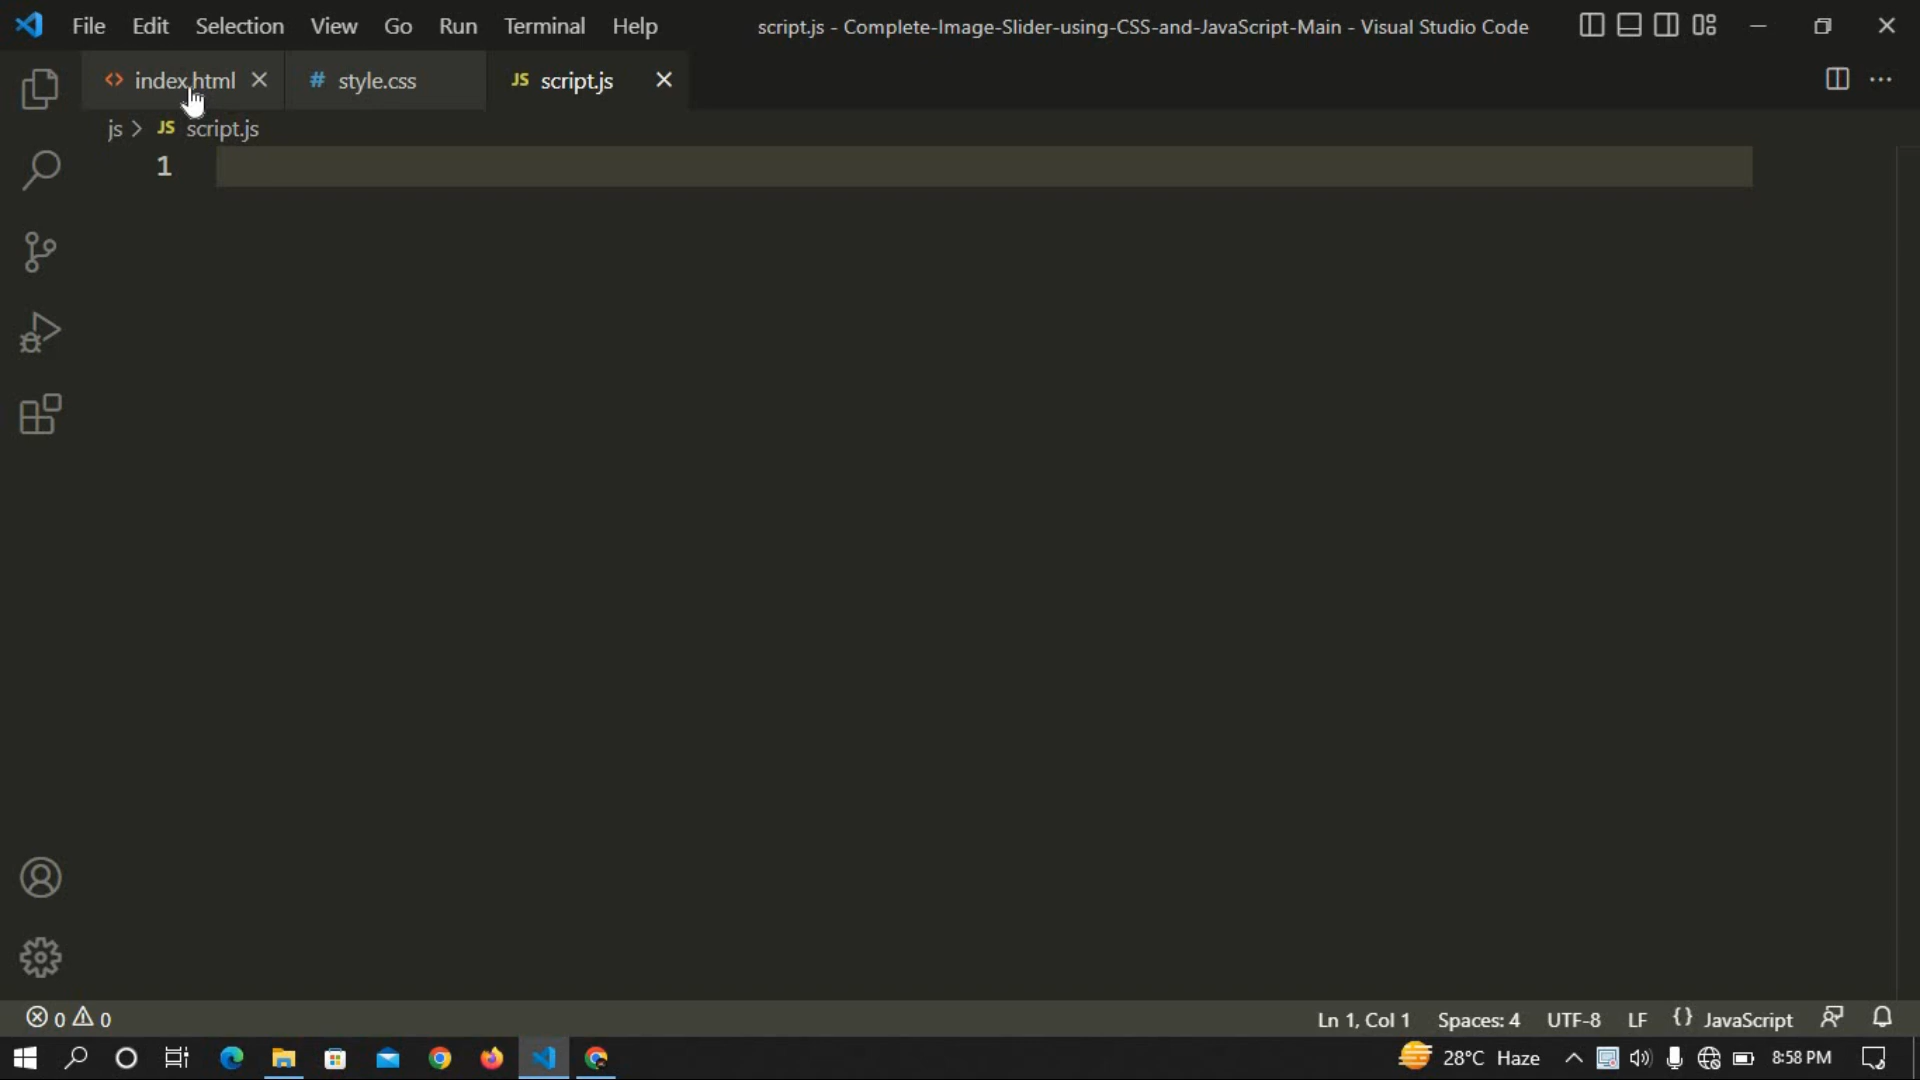 File Edit Selection View Go Run Terminal Help script.js - Complete-Image-Slider-using-CSS-and-JavaScript-Main - Visual Studio Code
<> index.html # style.css JS script.js
js > JS script.js
1
0 0 Ln 1, Col 1 Spaces: 4 UTF-8 LF {} JavaScript
28°C Haze 8:58 PM